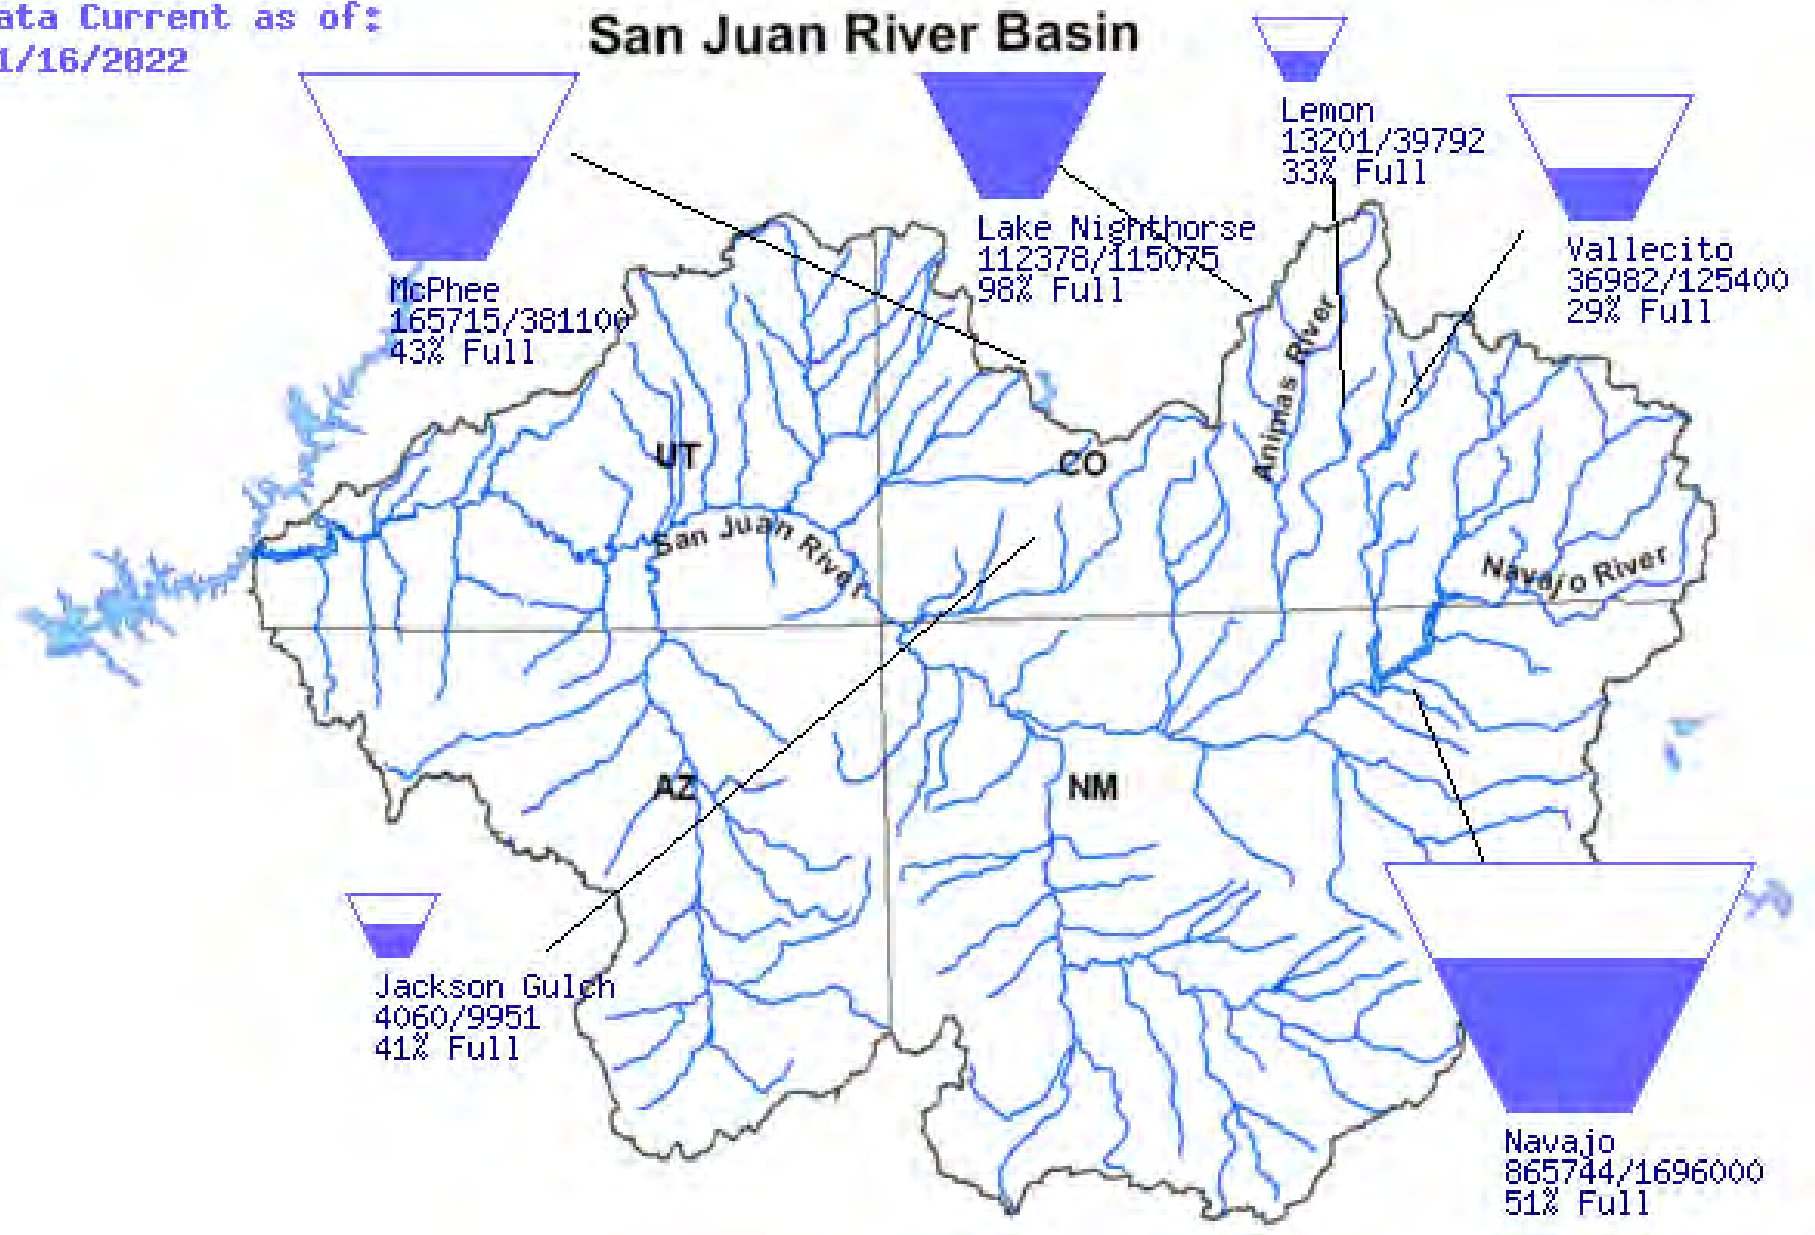 ata Current as of:
1/16/2022
San Juan River Basin
Lemon
13201/39792
33% Full
Lake Nighthorse
112378/115075
98% Full
Vallecito
36982/125400
29% Full
McPhee
165715/381100
43% Full
Animas River
UT
CO
San Juan River
Navajo River
AZ
NM
Jackson Gulch
4060/9951
41% Full
Navajo
865744/1696000
51% Full